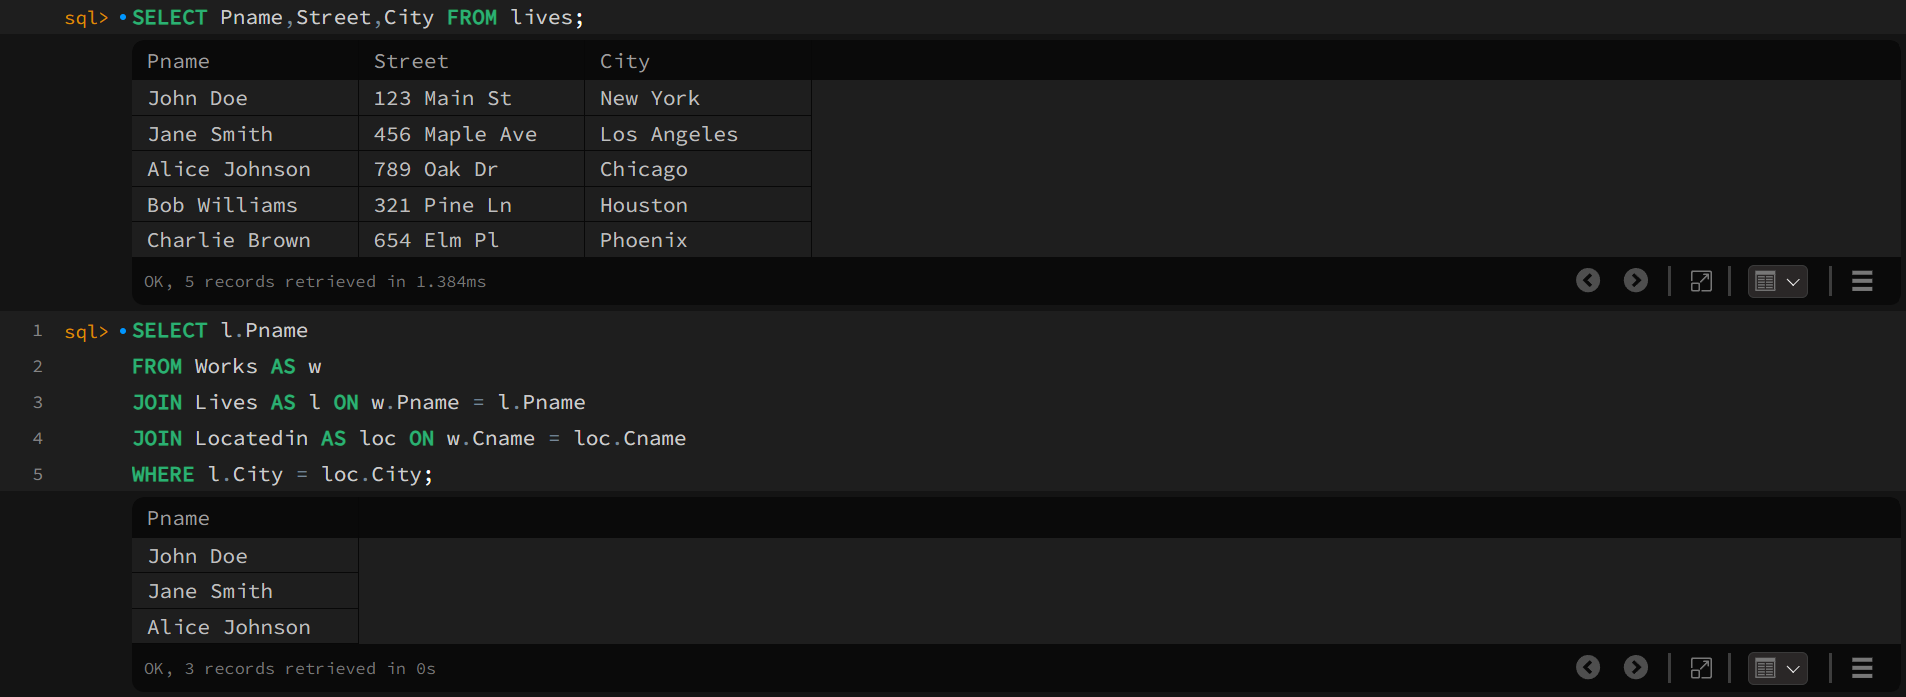 sql> SELECT Pname,Street,City FROM lives;
Pname Street City
John Doe 123 Main St New York
Jane Smith 456 Maple Ave Los Angeles
Alice Johnson 789 Oak Dr Chicago
Bob Williams 321 Pine Ln Houston
Charlie Brown 654 Elm Pl Phoenix
OK, 5 records retrieved in 1.384ms
1 sql> SELECT l.Pname
2 FROM Works AS w
3 JOIN Lives AS l ON w.Pname = l.Pname
4 JOIN Locatedin AS loc ON w.Cname = loc.Cname
5 WHERE l.City = loc.City;
Pname
John Doe
Jane Smith
Alice Johnson
OK, 3 records retrieved in 0s